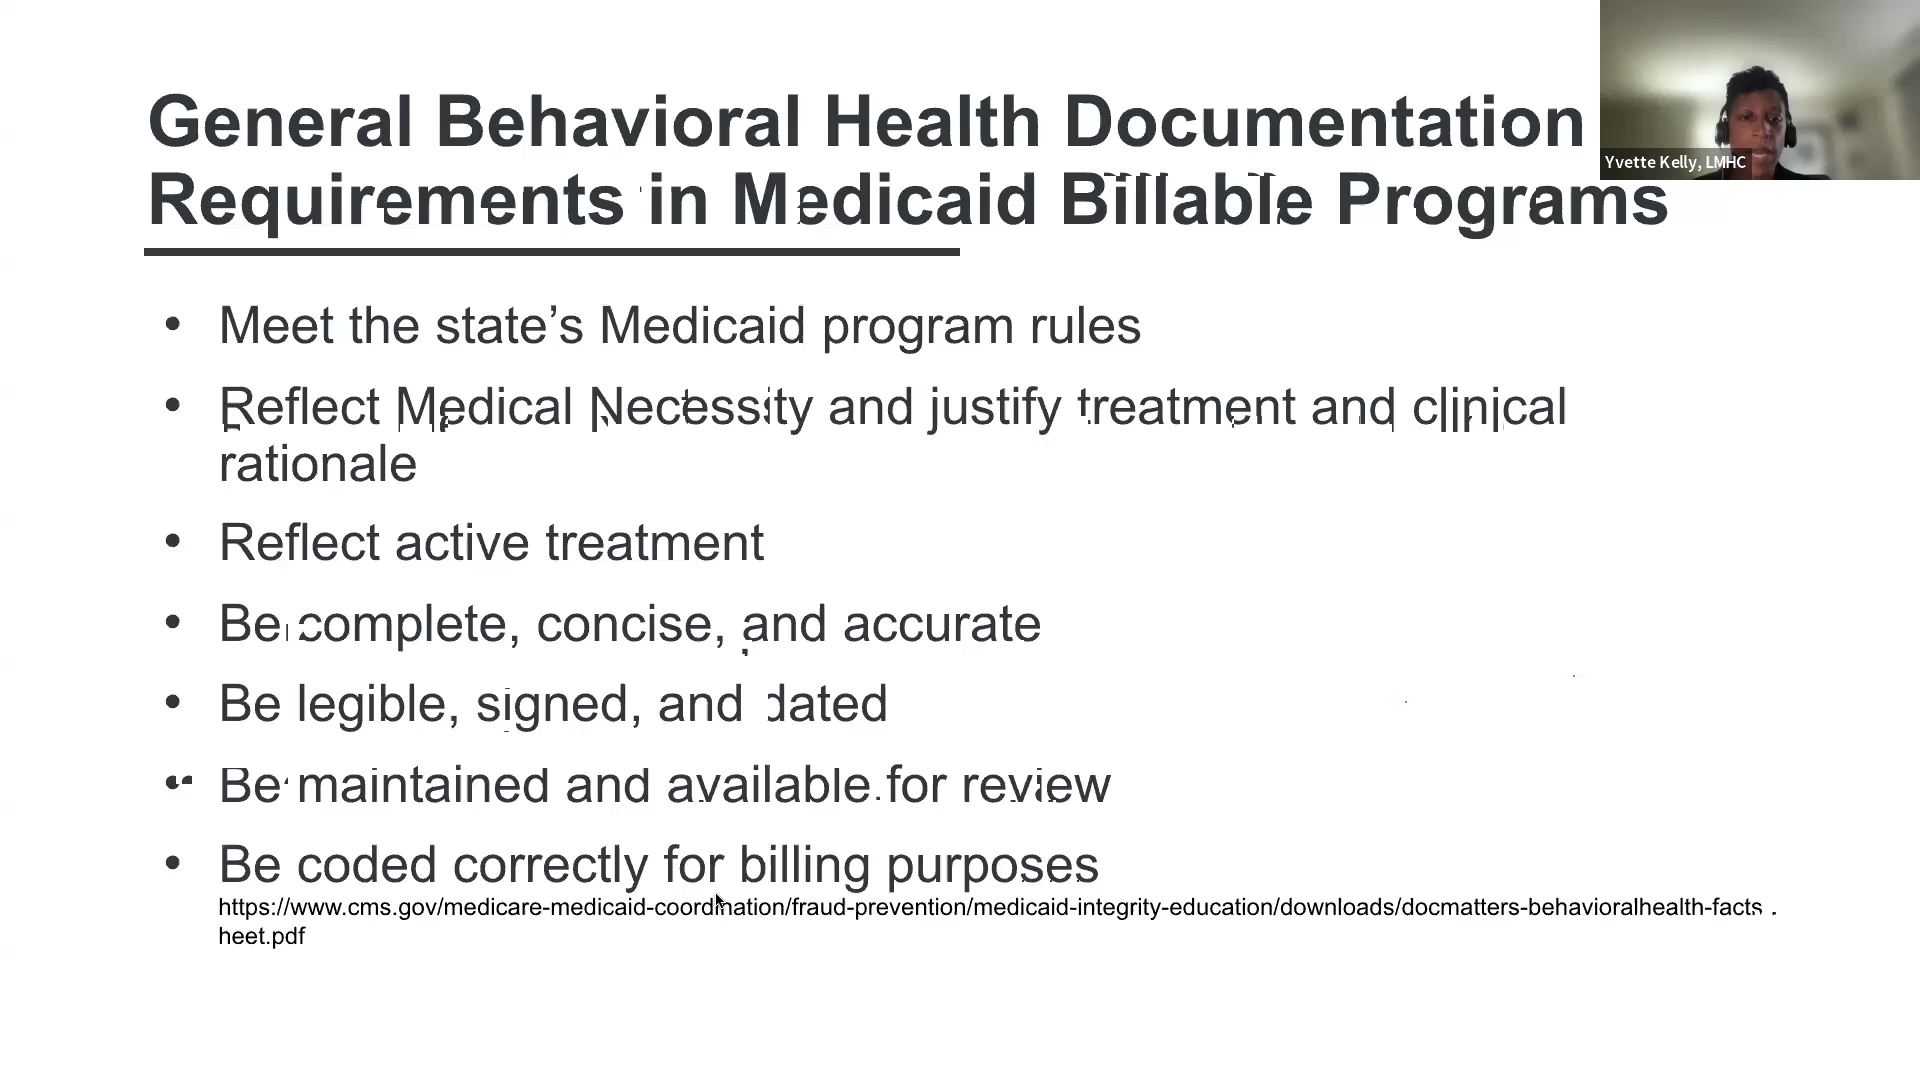 General Behavioral Health Documentation
Requirements in Medicaid Billable Programs
Yvette Kelly, LMHC
• Meet the state’s Medicaid program rules
• Reflect Medical Necessity and justify treatment and clinical
rationale
• Reflect active treatment
• Be complete, concise, and accurate
• Be legible, signed, and dated
• Be maintained and available for review
• Be coded correctly for billing purposes
https://www.cms.gov/medicare-medicaid-coordination/fraud-prevention/medicaid-integrity-education/downloads/docmatters-behavioralhealth-facts
heet.pdf